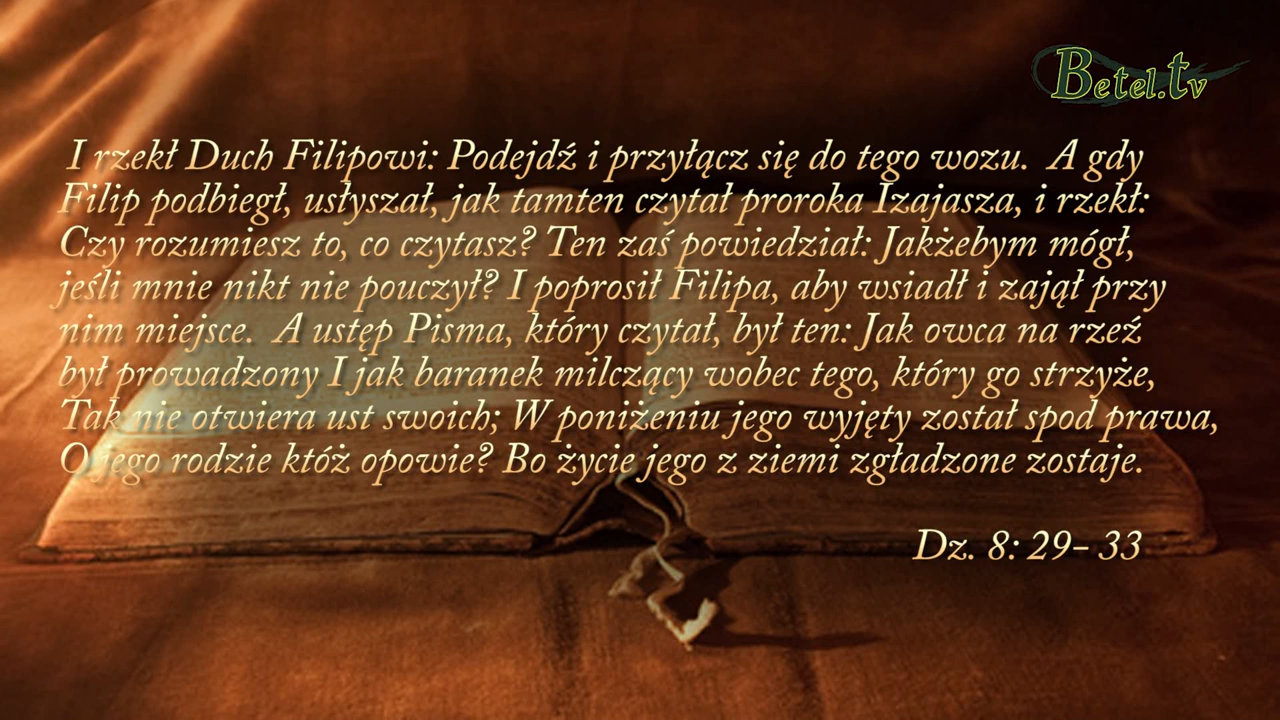 Betel.tv
I rzekł Duch Filipowi: Podejdź i przyłącz się do tego wozu. A gdy
Filip podbiegł, usłyszał, jak tamten czytał proroka Izajasza, i rzekł:
Czy rozumiesz to, co czytasz? Ten zaś powiedział: Jakżebym mógł,
jeśli mnie nikt nie pouczył? I poprosił Filipa, aby wsiadł i zajął przy
nim miejsce. A ustęp Pisma, który czytał, był ten: Jak owca na rzeź
był prowadzony I jak baranek milczący wobec tego, który go strzyże,
Tak nie otwiera ust swoich; W poniżeniu jego wyjęty został spod prawa,
O jego rodzie któż opowie? Bo życie jego z ziemi zgładzone zostaje.
Dz. 8: 29- 33